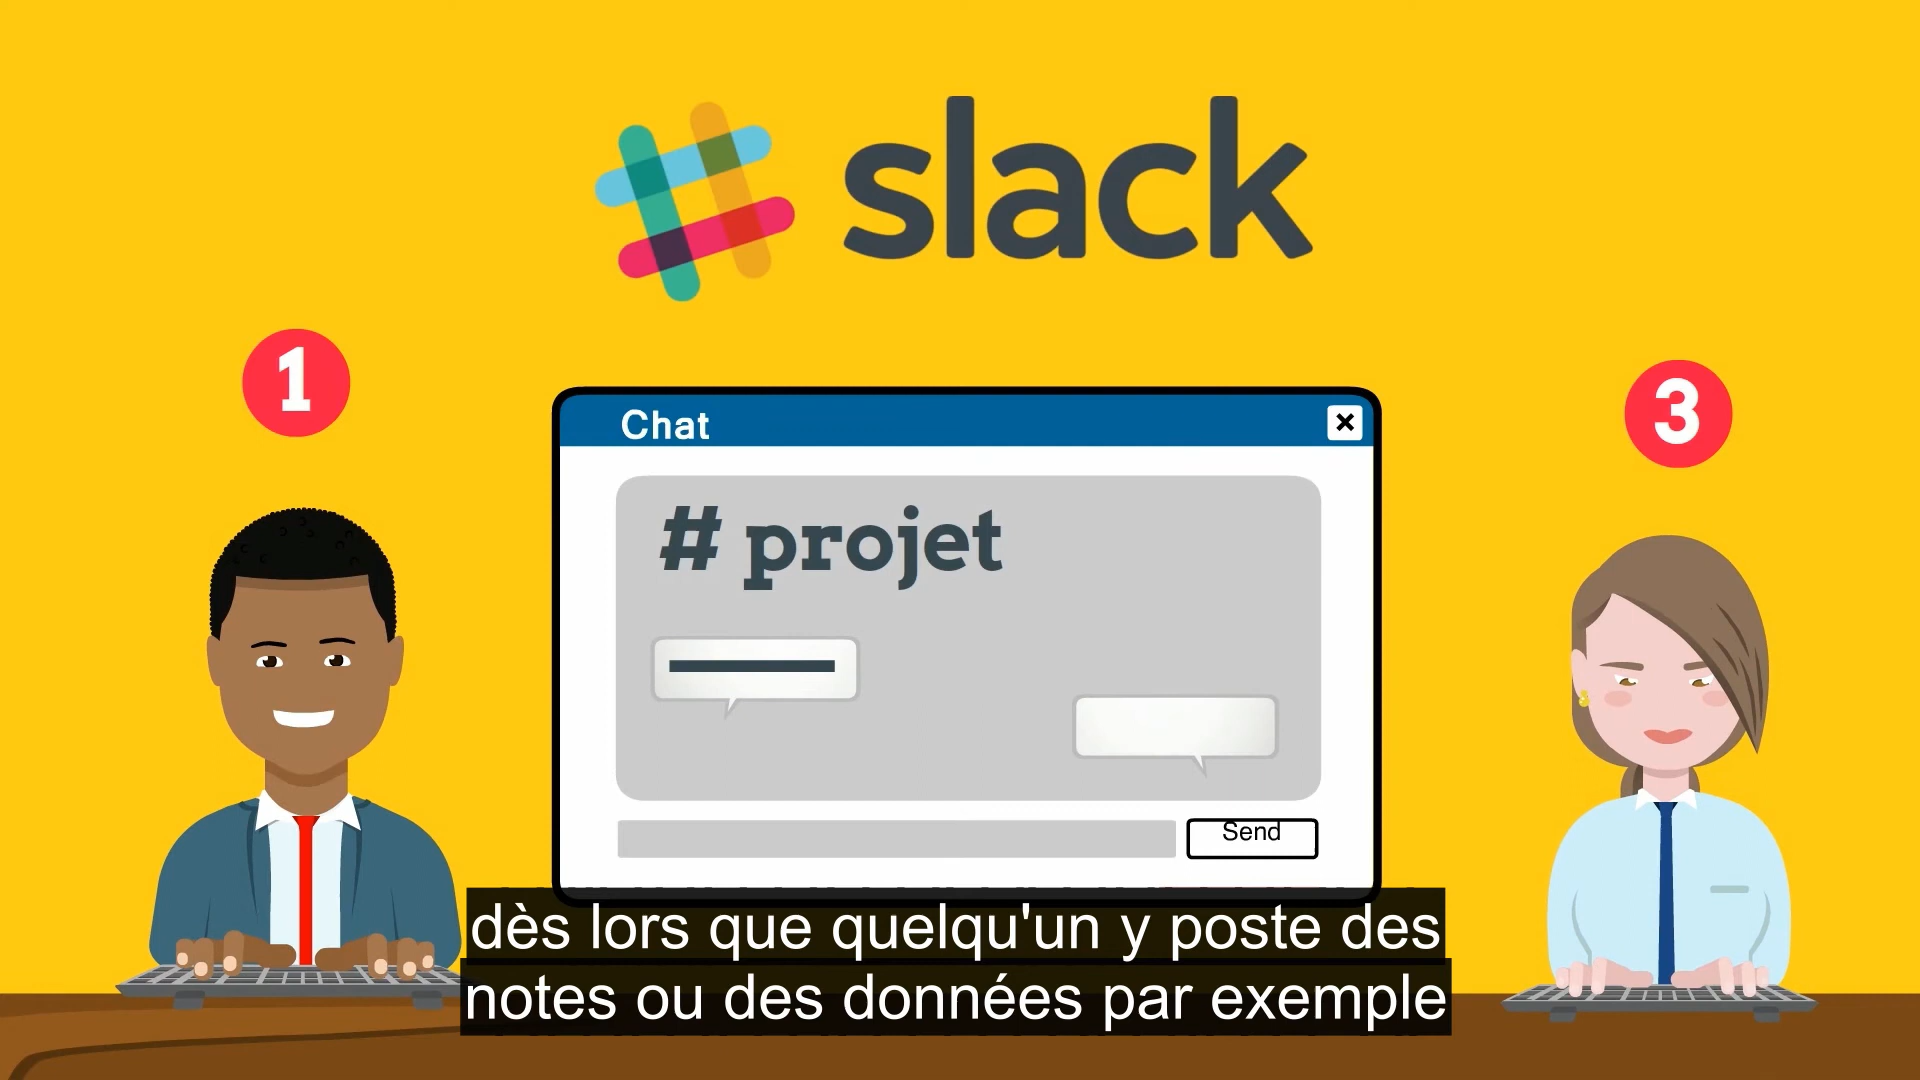 slack
1
3
Chat
# projet
Send
dès lors que quelqu'un y poste des
notes ou des données par exemple